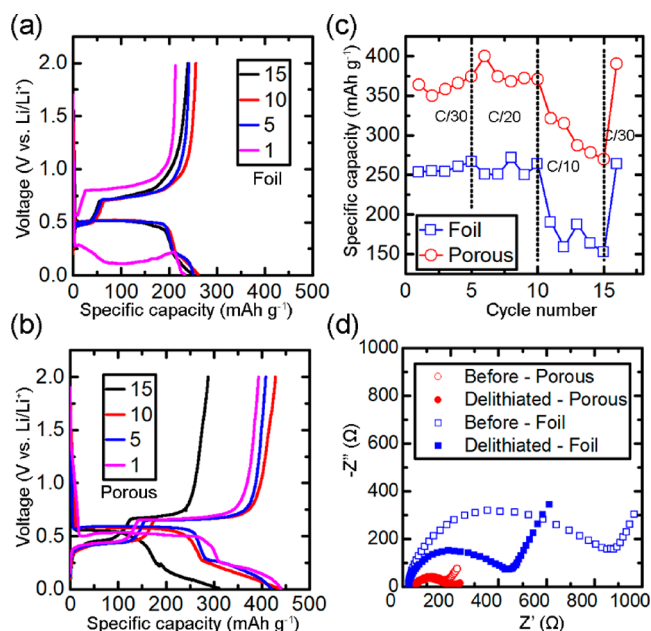 (a)
2.0
1.5
1.0
0.5
0.0
Voltage (V vs. Li/Li⁺)
15
10
5
1
Foil
0 100 200 300 400 500
Specific capacity (mAh g⁻¹)
(b)
2.0
1.5
1.0
0.5
0.0
Voltage (V vs. Li/Li⁺)
15
10
5
1
Porous
0 100 200 300 400 500
Specific capacity (mAh g⁻¹)
(c)
400
350
300
250
200
150
Specific capacity (mAh g⁻¹)
C/30
C/20
C/10
C/30
Foil
Porous
0 5 10 15
Cycle number
(d)
1000
800
600
400
200
0
-Z'' (Ω)
Before - Porous
Delithiated - Porous
Before - Foil
Delithiated - Foil
0 200 400 600 800 1000
Z' (Ω)